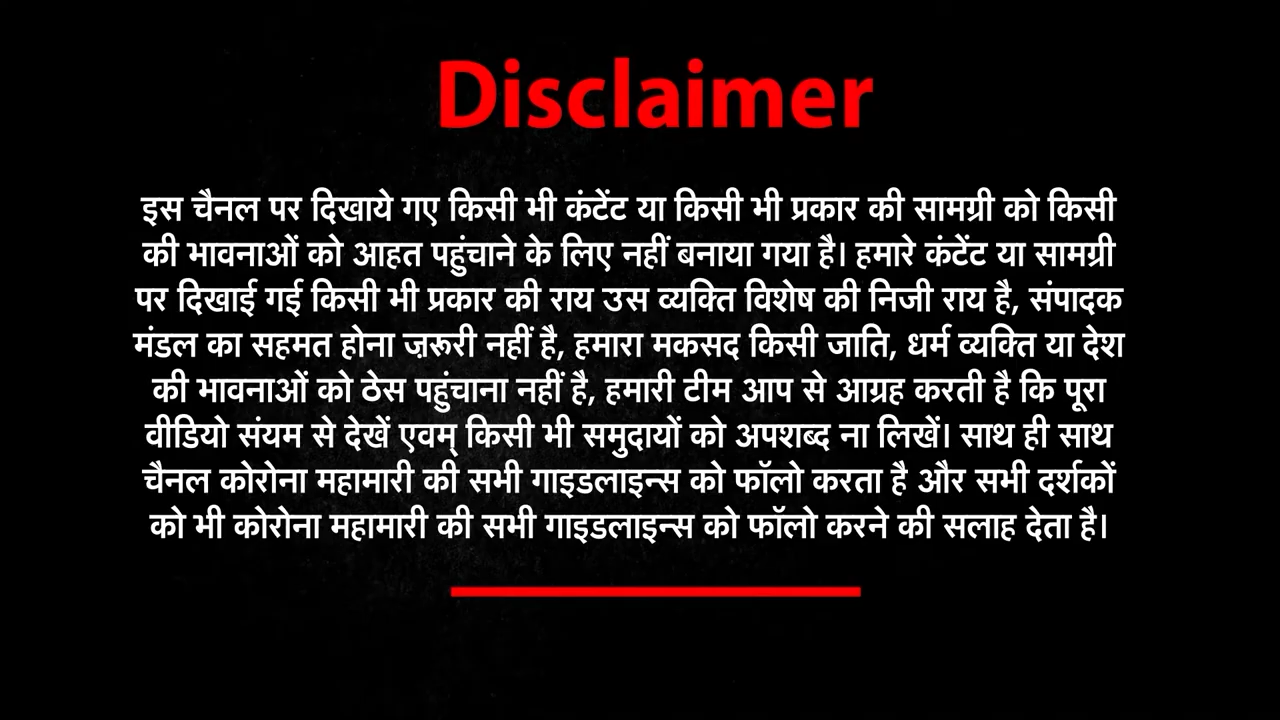 Disclaimer
इस चैनल पर दिखाये गए किसी भी कंटेंट या किसी भी प्रकार की सामग्री को किसी
की भावनाओं को आहत पहुंचाने के लिए नहीं बनाया गया है। हमारे कंटेंट या सामग्री
पर दिखाई गई किसी भी प्रकार की राय उस व्यक्ति विशेष की निजी राय है, संपादक
मंडल का सहमत होना ज़रूरी नहीं है, हमारा मकसद किसी जाति, धर्म व्यक्ति या देश
की भावनाओं को ठेस पहुंचाना नहीं है, हमारी टीम आप से आग्रह करती है कि पूरा
वीडियो संयम से देखें एवम् किसी भी समुदायों को अपशब्द ना लिखें। साथ ही साथ
चैनल कोरोना महामारी की सभी गाइडलाइन्स को फॉलो करता है और सभी दर्शकों
को भी कोरोना महामारी की सभी गाइडलाइन्स को फॉलो करने की सलाह देता है।